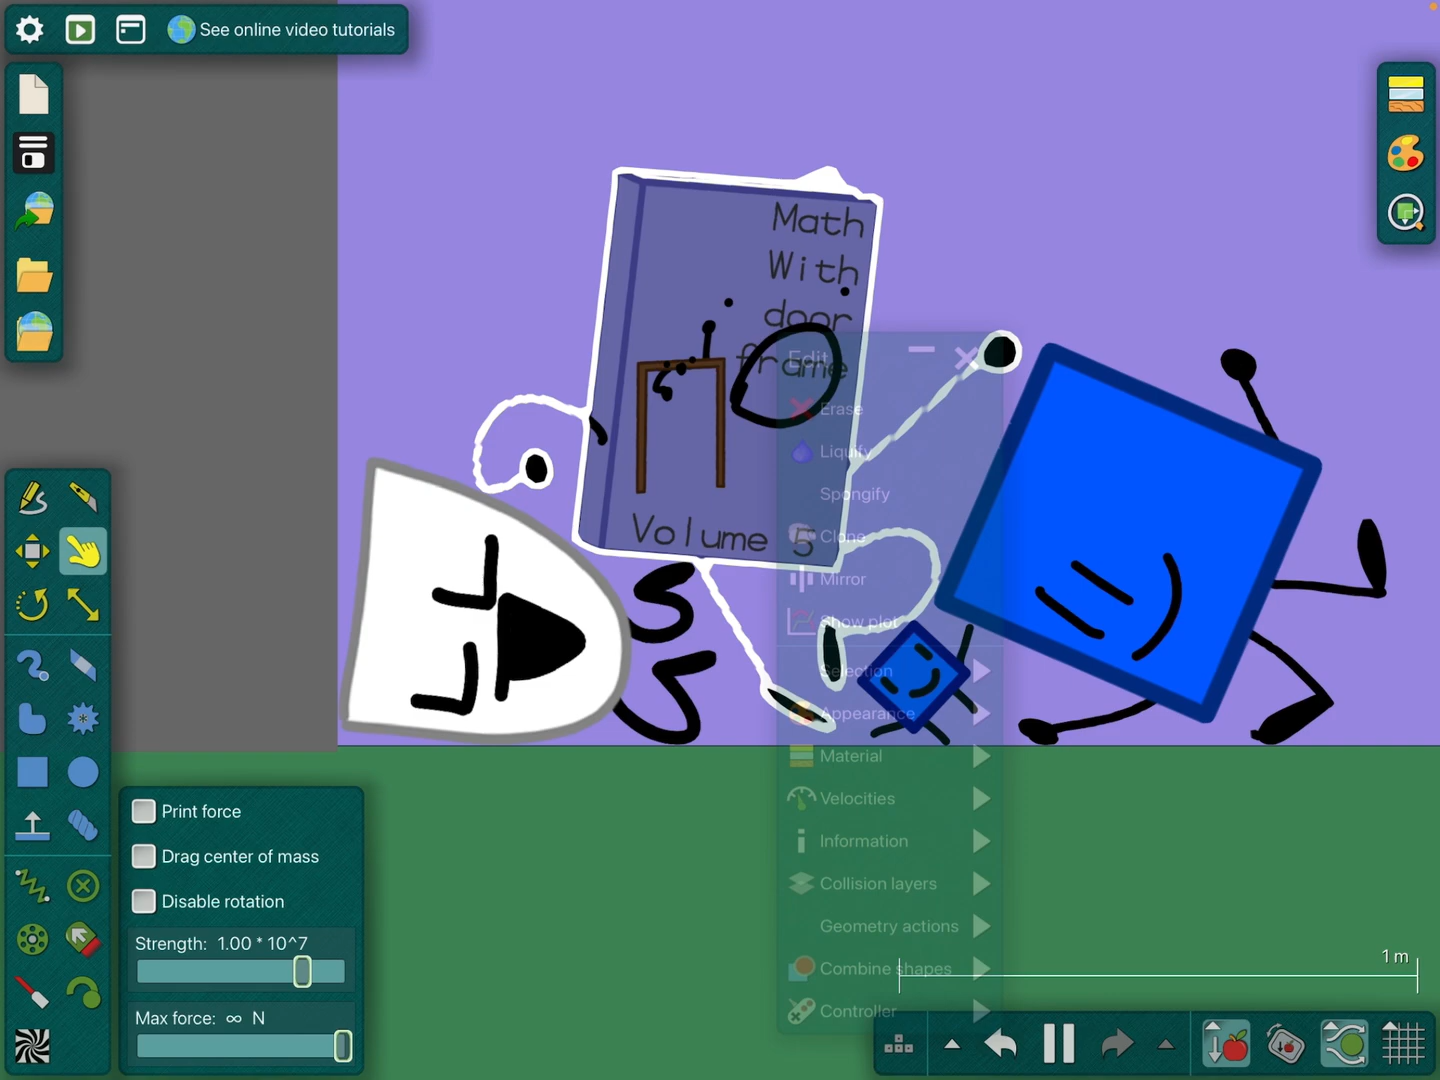 See online video tutorials
Math
With
door
frame
Volume 5
Edit
Erase
Liquify
Spongify
Clone
Mirror
Show plot
Selection
Appearance
Material
Velocities
Information
Collision layers
Geometry actions
Combine shapes
Controller
Print force
Drag center of mass
Disable rotation
Strength: 1.00 * 10^7
Max force: ∞ N
1 m